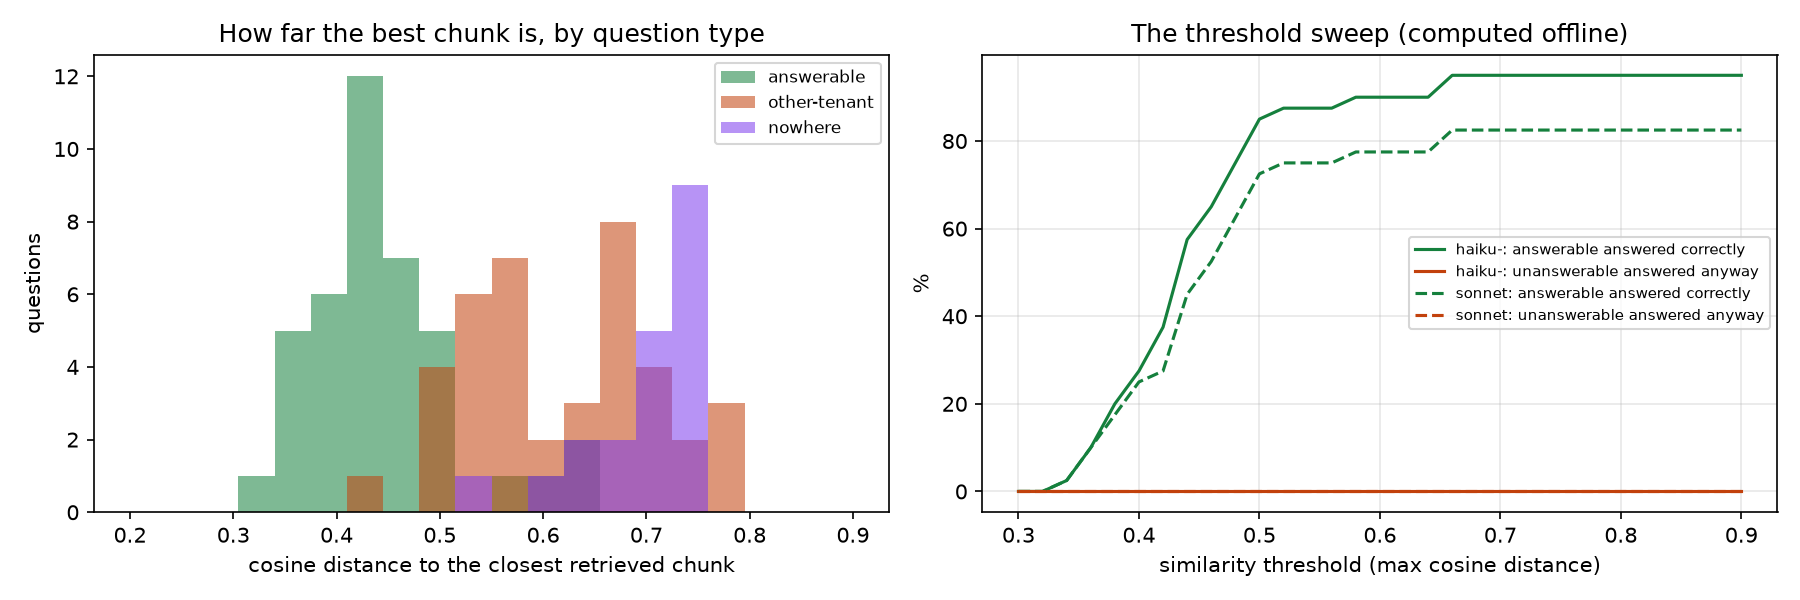 How far the best chunk is, by question type
answerable
other-tenant
nowhere
questions
12
10
8
6
4
2
0
0.2 0.3 0.4 0.5 0.6 0.7 0.8 0.9
cosine distance to the closest retrieved chunk
The threshold sweep (computed offline)
%
80
60
40
20
0
haiku-: answerable answered correctly
haiku-: unanswerable answered anyway
sonnet: answerable answered correctly
sonnet: unanswerable answered anyway
0.3 0.4 0.5 0.6 0.7 0.8 0.9
similarity threshold (max cosine distance)